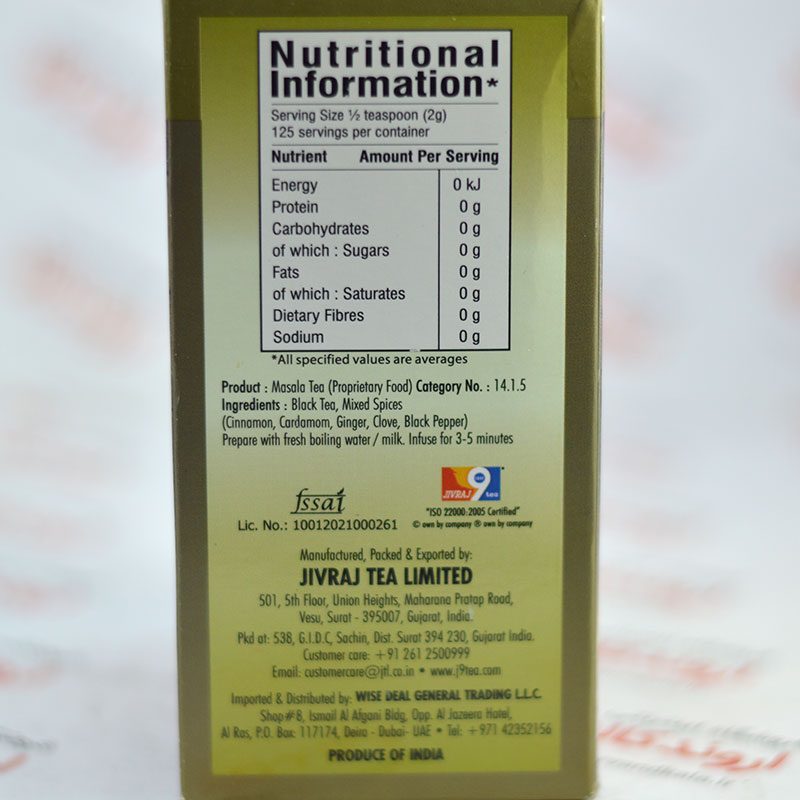 Nutritional
Information*
Serving Size ½ teaspoon (2g)
125 servings per container
Nutrient Amount Per Serving
Energy 0 kJ
Protein 0 g
Carbohydrates 0 g
of which : Sugars 0 g
Fats 0 g
of which : Saturates 0 g
Dietary Fibres 0 g
Sodium 0 g
*All specified values are averages
Product : Masala Tea (Proprietary Food) Category No. : 14.1.5
Ingredients : Black Tea, Mixed Spices
(Cinnamon, Cardamom, Ginger, Clove, Black Pepper)
Prepare with fresh boiling water / milk. Infuse for 3-5 minutes
fssai
Lic. No.: 10012021000261
JIVRAJ 9 tea
"ISO 22000:2005 Certified"
© own by company ® own by company
Manufactured, Packed & Exported by:
JIVRAJ TEA LIMITED
501, 5th Floor, Union Heights, Maharana Pratap Road,
Vesu, Surat - 395007, Gujarat, India.
Pkd at: 538, G.I.D.C, Sachin, Dist. Surat 394 230, Gujarat India.
Customer care: +91 261 2500999
Email: customercare@jtl.co.in • www.j9tea.com
Imported & Distributed by: WISE DEAL GENERAL TRADING L.L.C.
Shop#8, Ismail Al Afgani Bldg, Opp. Al Jazeera Hotel,
Al Ras, P.O. Box: 117174, Deira - Dubai- UAE • Tel: +971 42352156
PRODUCE OF INDIA